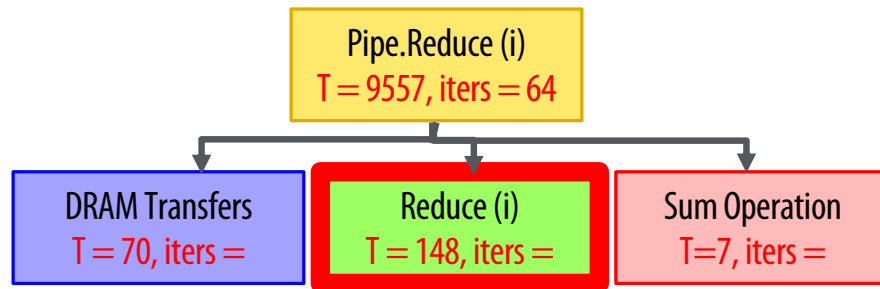 Pipe.Reduce (i)
T = 9557, iters = 64
DRAM Transfers
T = 70, iters =
Reduce (i)
T = 148, iters =
Sum Operation
T=7, iters =